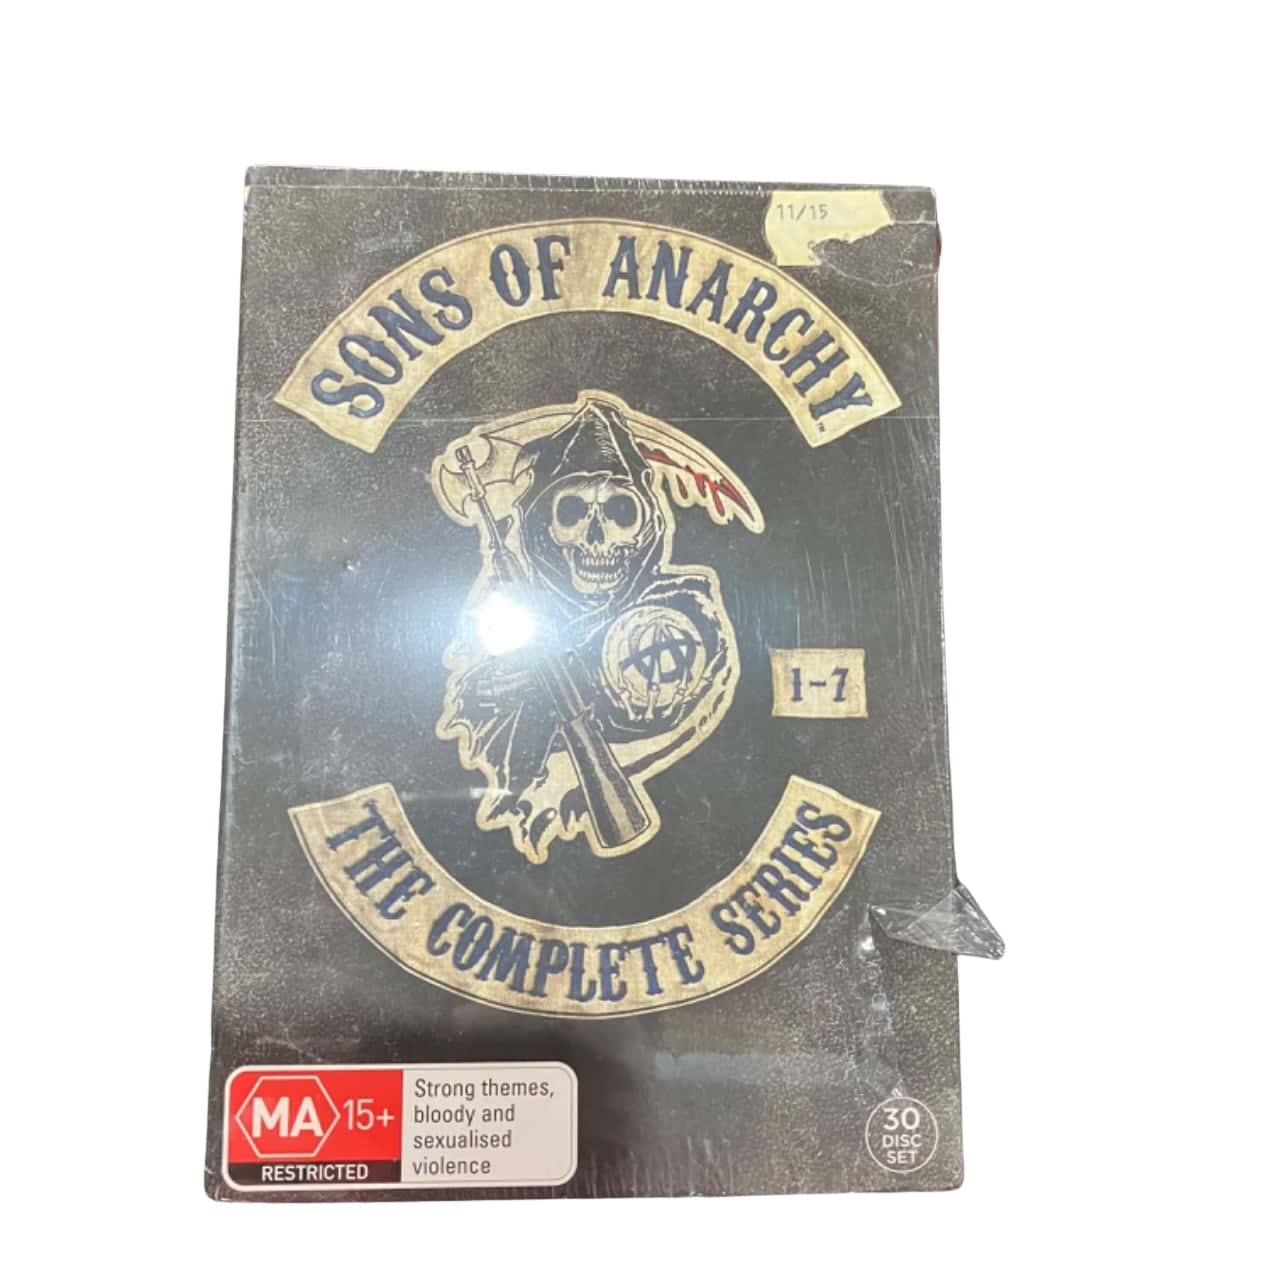 11/15
SONS OF ANARCHY™
1-7
THE COMPLETE SERIES
MA 15+
RESTRICTED
Strong themes,
bloody and
sexualised
violence
30
DISC
SET